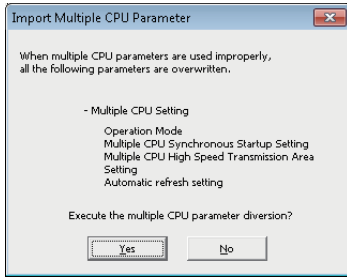 Import Multiple CPU Parameter
When multiple CPU parameters are used improperly,
all the following parameters are overwritten.
- Multiple CPU Setting
Operation Mode
Multiple CPU Synchronous Startup Setting
Multiple CPU High Speed Transmission Area
Setting
Automatic refresh setting
Execute the multiple CPU parameter diversion?
Yes
No